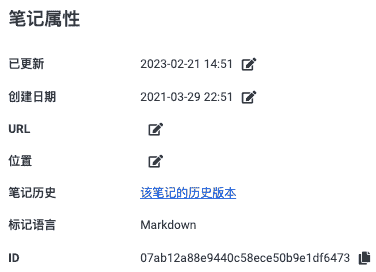 笔记属性
已更新 2023-02-21 14:51
创建日期 2021-03-29 22:51
URL
位置
笔记历史 该笔记的历史版本
标记语言 Markdown
ID 07ab12a88e9440c58ece50b9e1df6473